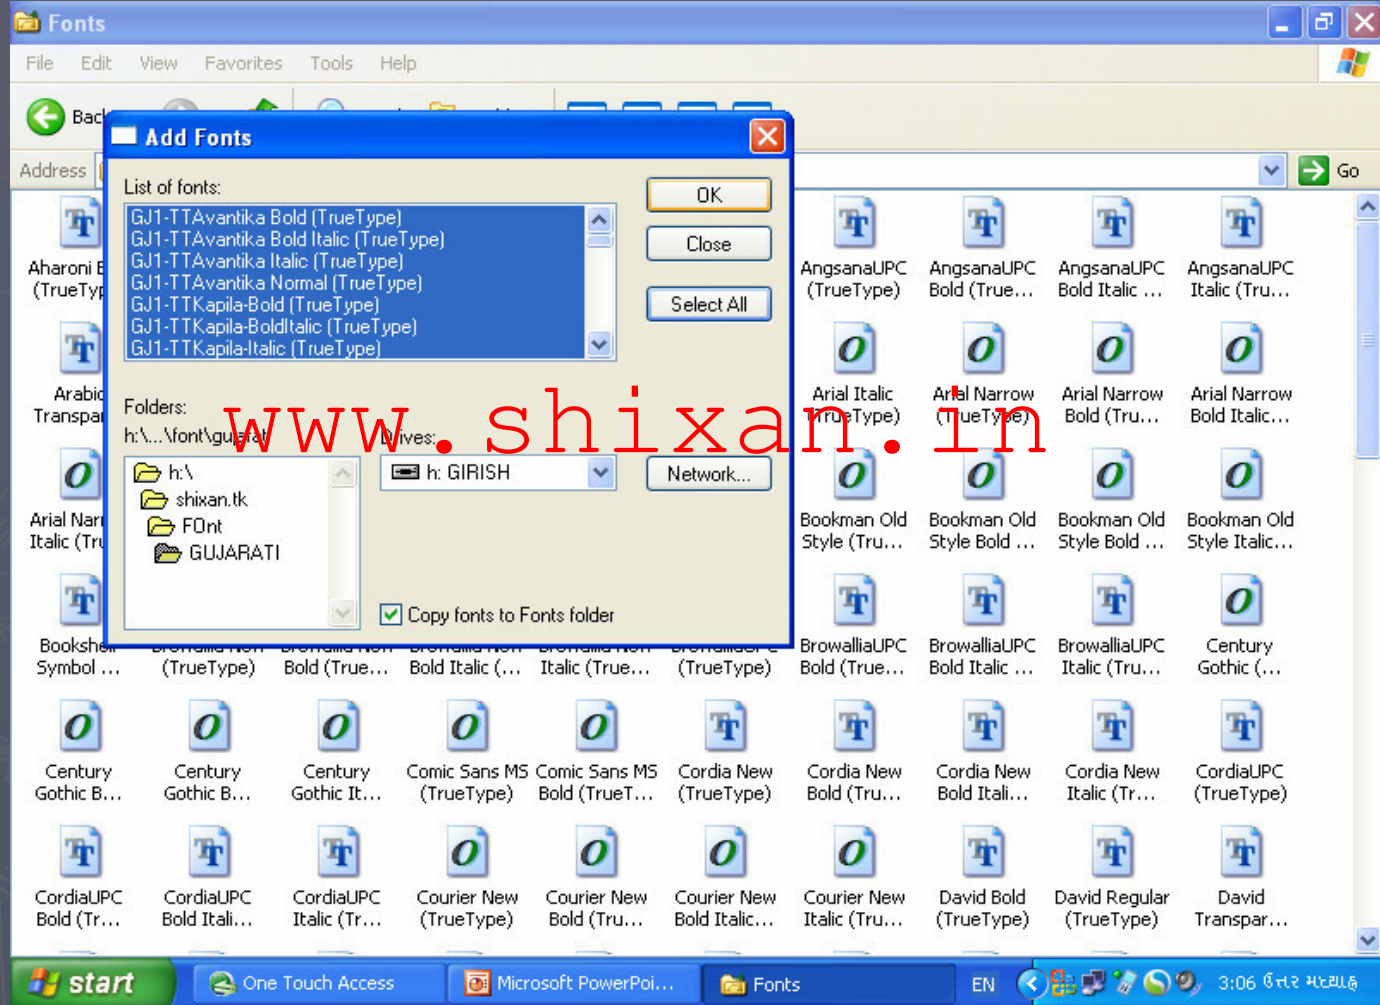 Fonts
File Edit View Favorites Tools Help
Address Go
Add Fonts
List of fonts:
GJ1-TTAvantika Bold (TrueType)
GJ1-TTAvantika Bold Italic (TrueType)
GJ1-TTAvantika Italic (TrueType)
GJ1-TTAvantika Normal (TrueType)
GJ1-TTKapila-Bold (TrueType)
GJ1-TTKapila-BoldItalic (TrueType)
GJ1-TTKapila-Italic (TrueType)
OK
Close
Select All
Folders:
h:\...\font\gujarati
Drives:
h:\
shixan.tk
FOnt
GUJARATI
h: GIRISH
Network...
Copy fonts to Fonts folder
www.shixan.in
AngsanaUPC AngsanaUPC AngsanaUPC AngsanaUPC
(TrueType) Bold (True... Bold Italic ... Italic (Tru...
Arial Italic Arial Narrow Arial Narrow Arial Narrow
(TrueType) (TrueType) Bold (Tru... Bold Italic...
Bookman Old Bookman Old Bookman Old Bookman Old
Style (Tru... Style Bold ... Style Bold ... Style Italic...
BrowalliaUPC BrowalliaUPC BrowalliaUPC Century
Symbol ... (TrueType) Bold (True... Bold Italic (... Italic (True... (TrueType) Bold (True... Bold Italic ... Italic (Tru... Gothic (...
Century Century Century Comic Sans MS Comic Sans MS Cordia New Cordia New Cordia New Cordia New CordiaUPC
Gothic B... Gothic B... Gothic It... (TrueType) Bold (TrueT... (TrueType) Bold (Tru... Bold Itali... Italic (Tr... (TrueType)
CordiaUPC CordiaUPC CordiaUPC Courier New Courier New Courier New Courier New David Bold David Regular David
Bold (Tr... Bold Itali... Italic (Tr... (TrueType) Bold (Tru... Bold Italic... Italic (Tru... (TrueType) (TrueType) Transpar...
start One Touch Access Microsoft PowerPoi... Fonts EN 3:06 ઉત્તર મધ્યાહ્ન